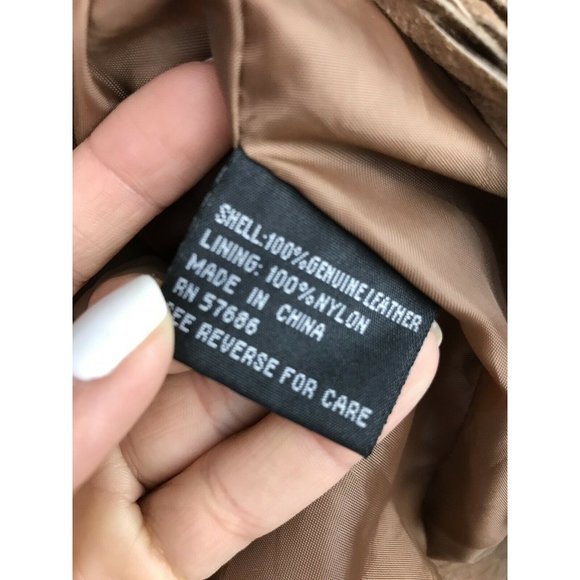 SHELL:100%GENUINE LEATHER
LINING: 100%NYLON
MADE IN CHINA
RN 57686
SEE REVERSE FOR CARE